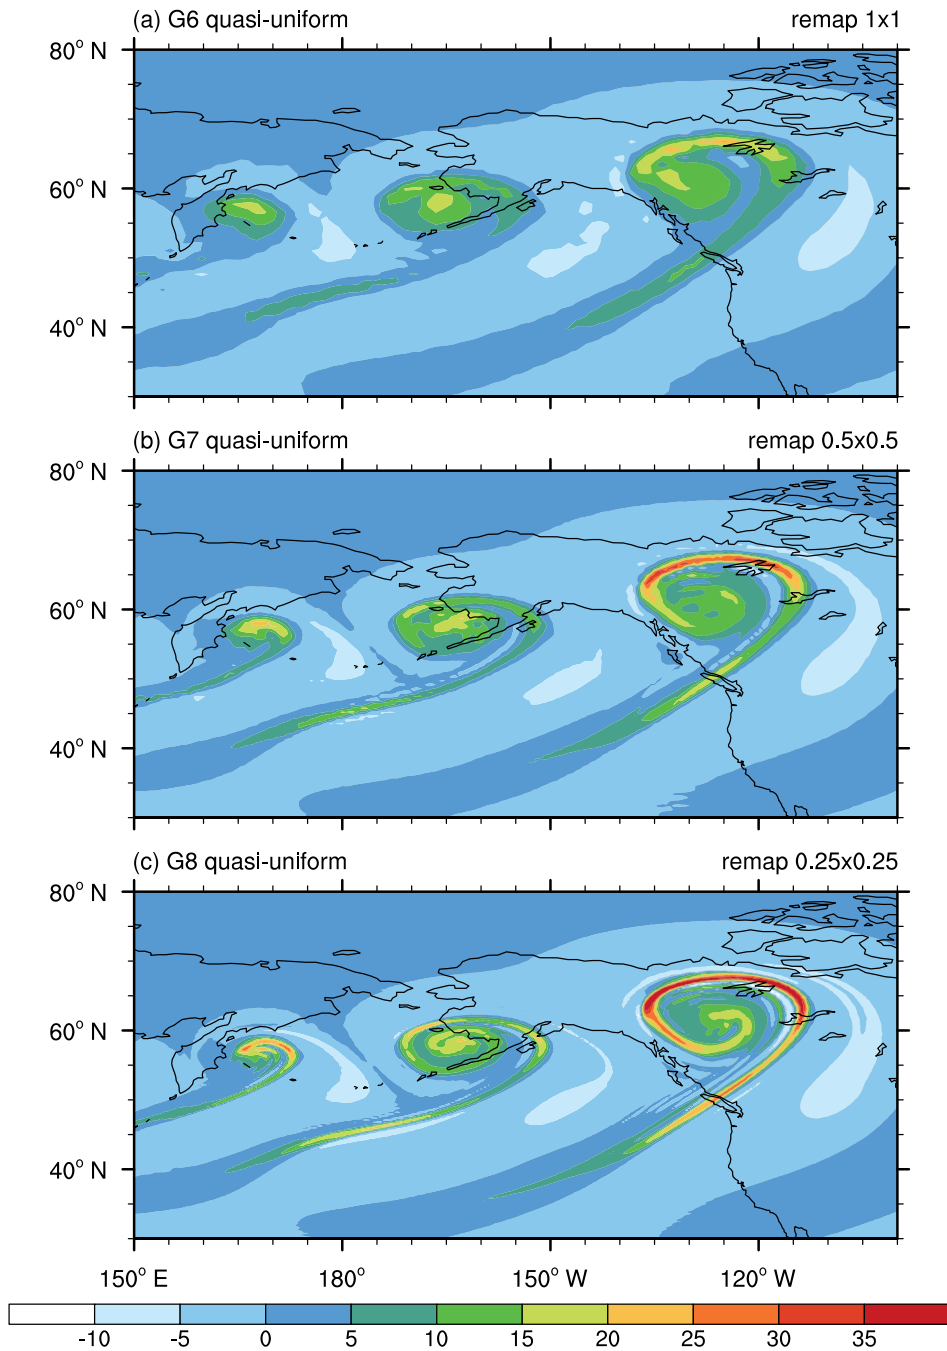 (a) G6 quasi-uniform remap 1x1
80° N
60° N
40° N
(b) G7 quasi-uniform remap 0.5x0.5
80° N
60° N
40° N
(c) G8 quasi-uniform remap 0.25x0.25
80° N
60° N
40° N
150° E 180° 150° W 120° W
-10 -5 0 5 10 15 20 25 30 35